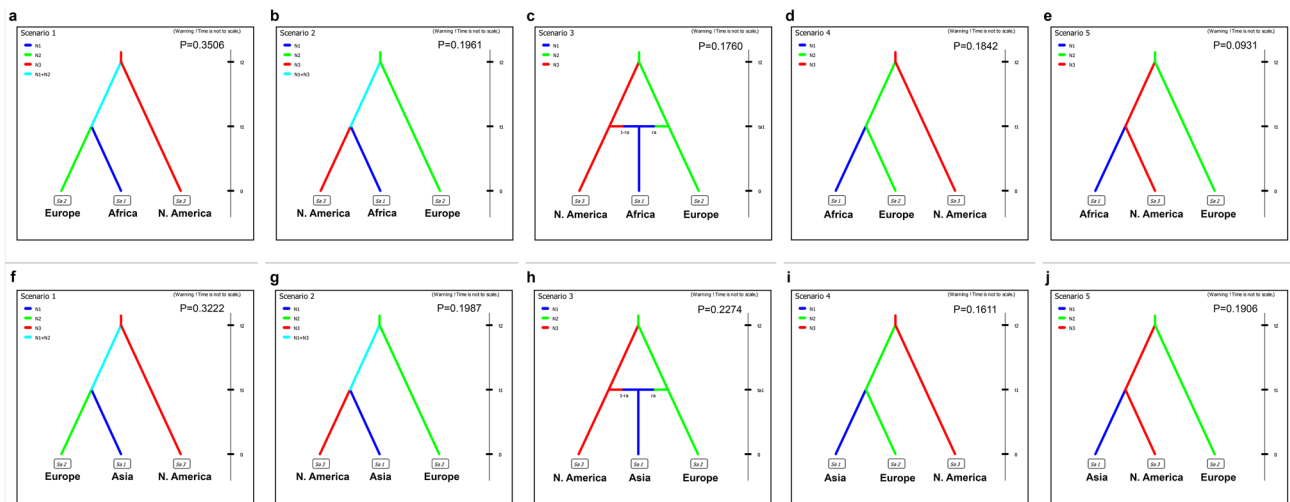 a
Scenario 1
(Warning ! Time is not to scale.)
P=0.3506
N1
N2
N3
N1+N2
t2
t1
0
Sa 2
Sa 1
Sa 3
Europe Africa N. America
b
Scenario 2
(Warning ! Time is not to scale.)
P=0.1961
N1
N2
N3
N1+N3
t2
t1
0
Sa 3
Sa 1
Sa 2
N. America Africa Europe
c
Scenario 3
(Warning ! Time is not to scale.)
P=0.1760
N1
N2
N3
t2
1-ra
ra
0
Sa 3
Sa 1
Sa 2
N. America Africa Europe
d
Scenario 4
(Warning ! Time is not to scale.)
P=0.1842
N1
N2
N3
t2
t1
0
Sa 1
Sa 2
Sa 3
Africa Europe N. America
e
Scenario 5
(Warning ! Time is not to scale.)
P=0.0931
N1
N2
N3
t2
t1
0
Sa 1
Sa 3
Sa 2
Africa N. America Europe
f
Scenario 1
(Warning ! Time is not to scale.)
P=0.3222
N1
N2
N3
N1+N2
t2
t1
0
Sa 2
Sa 1
Sa 3
Europe Asia N. America
g
Scenario 2
(Warning ! Time is not to scale.)
P=0.1987
N1
N2
N3
N1+N3
t2
t1
0
Sa 3
Sa 1
Sa 2
N. America Asia Europe
h
Scenario 3
(Warning ! Time is not to scale.)
P=0.2274
N1
N2
N3
t2
1-ra
ra
0
Sa 3
Sa 1
Sa 2
N. America Asia Europe
i
Scenario 4
(Warning ! Time is not to scale.)
P=0.1611
N1
N2
N3
t2
t1
0
Sa 1
Sa 2
Sa 3
Asia Europe N. America
j
Scenario 5
(Warning ! Time is not to scale.)
P=0.1906
N1
N2
N3
t2
t1
0
Sa 1
Sa 3
Sa 2
Asia N. America Europe